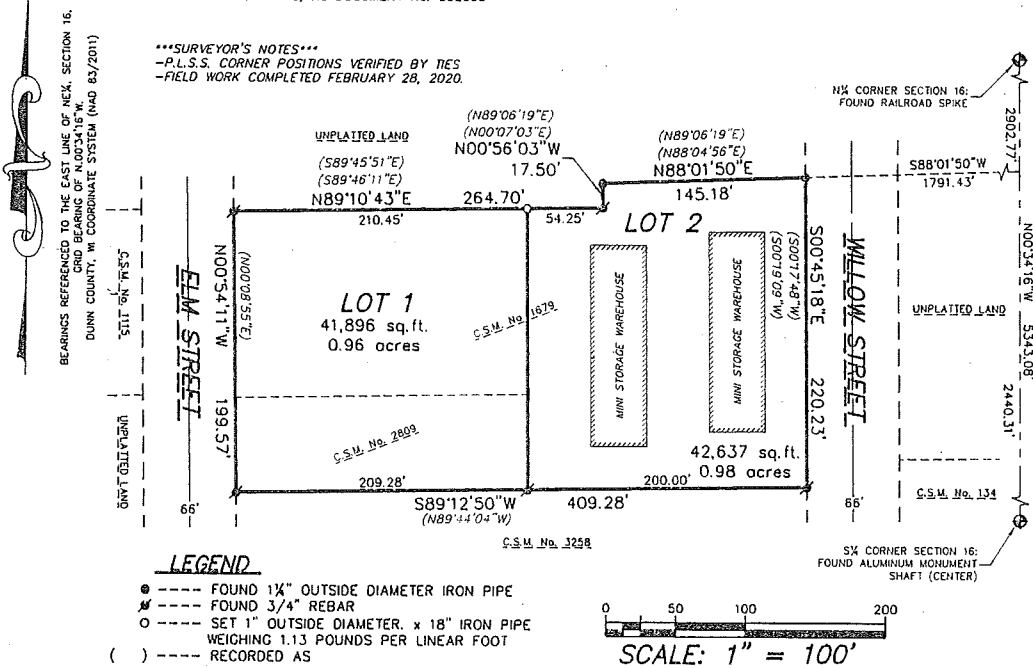 ***SURVEYOR'S NOTES***
-P.L.S.S. CORNER POSITIONS VERIFIED BY TIES
-FIELD WORK COMPLETED FEBRUARY 28, 2020.
BEARINGS REFERENCED TO THE EAST LINE OF NE¼, SECTION 16,
GRID BEARING OF N.00°34'16"W.
DUNN COUNTY, WI COORDINATE SYSTEM (NAD 83/2011)
N¼ CORNER SECTION 16:
FOUND RAILROAD SPIKE
UNPLATTED LAND
(S89°45'51"E)
(S89°46'11"E)
N89°10'43"E
264.70'
210.45'
54.25'
(N89°06'19"E)
(N00°07'03"E)
N00°56'03"W
17.50'
(N89°06'19"E)
(N88°04'56"E)
N88°01'50"E
145.18'
S88°01'50"W
1791.43'
2902.77'
N00°34'16"W
5343.08'
2440.31'
C.S.M. No. 1115
UNPLATTED LAND
ELM STREET
66'
N00°54'11"W
199.57'
(N00°08'55"E)
LOT 1
41,896 sq.ft.
0.96 acres
C.S.M. No. 1679
C.S.M. No. 2809
LOT 2
MINI STORAGE WAREHOUSE
MINI STORAGE WAREHOUSE
42,637 sq.ft.
0.98 acres
(S00°17'48"W)
(S00°19'09"W)
S00°45'18"E
220.23'
WILLOW STREET
66'
UNPLATTED LAND
C.S.M. No. 134
209.28'
200.00'
S89°12'50"W
409.28'
(N89°44'04"W)
C.S.M. No. 3258
S¼ CORNER SECTION 16:
FOUND ALUMINUM MONUMENT
SHAFT (CENTER)
LEGEND
---- FOUND 1¼" OUTSIDE DIAMETER IRON PIPE
---- FOUND 3/4" REBAR
---- SET 1" OUTSIDE DIAMETER. x 18" IRON PIPE
WEIGHING 1.13 POUNDS PER LINEAR FOOT
( ) ---- RECORDED AS
0 50 100 200
SCALE: 1" = 100'